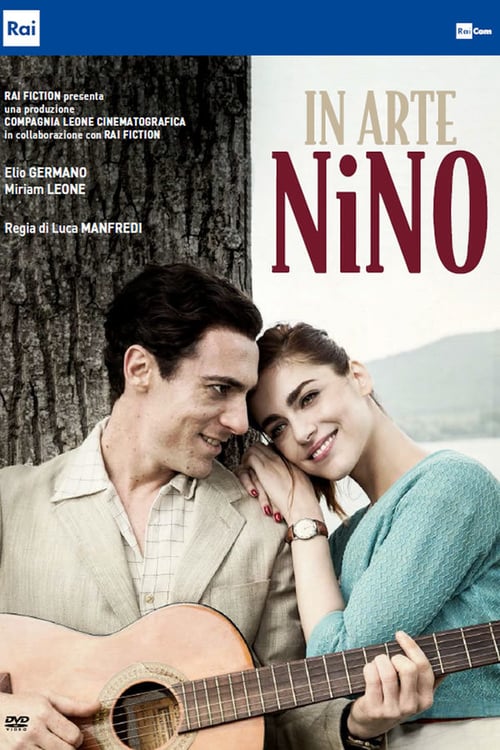 Rai
Rai Com
RAI FICTION presenta
una produzione
COMPAGNIA LEONE CINEMATOGRAFICA
in collaborazione con RAI FICTION
Elio GERMANO
Miriam LEONE
Regia di Luca MANFREDI
IN ARTE
NiNO
DVD
VIDEO